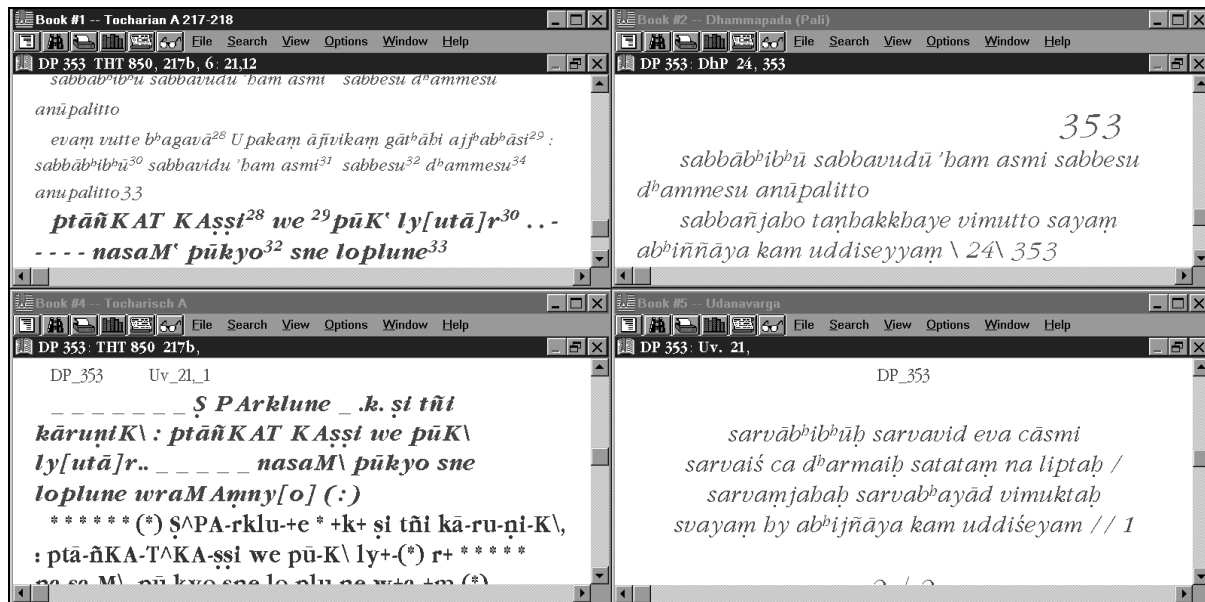 Book #1 -- Tocharian A 217-218
File Search View Options Window Help
DP 353 THT 850, 217b, 6: 21,12
sabbabʰibʰu sabbavudu 'ham asmi sabbesu dʰammesu
anūpalitto
evaṃ vutte bʰagavā²⁸ Upakaṃ ājīvikaṃ gātʰāhi ajjʰabʰāsi²⁹ :
sabbābʰibʰū³⁰ sabbavidu 'ham asmi³¹ sabbesu³² dʰammesu³⁴
anupalitto33
ptāñKAT KAṣṣi²⁸ we ²⁹pūK‛ ly[utā]r³⁰ . . -
- - - - nasaM‛ pūkyo³² sne loplune³³
Book #2 -- Dhammapada (Pali)
File Search View Options Window Help
DP 353: DhP 24, 353
353
sabbābʰibʰū sabbavudū 'ham asmi sabbesu
dʰammesu anūpalitto
sabbañjaho taṇhakkhaye vimutto sayaṃ
abʰiññāya kam uddiseyyaṃ \ 24\ 353
Book #4 -- Tocharisch A
File Search View Options Window Help
DP 353: THT 850 217b,
DP_353 Uv_21,_1
_ _ _ _ _ _ _ Ṣ PArklune _ .k. ṣi tñi
kāruṇiK\ : ptāñKAT KAṣṣi we pūK\
ly[utā]r.. _ _ _ _ _ nasaM\ pūkyo sne
loplune wraMAṃny[o] (:)
* * * * * * (*) Ṣ^PA-rklu-+e * +k+ ṣi tñi kā-ru-ṇi-K\,
: ptā-ñKA-T^KA-ṣṣi we pū-K\ ly+-(*) r+ * * * * *
Book #5 -- Udanavarga
File Search View Options Window Help
DP 353: Uv. 21,
DP_353
sarvābʰibʰūḥ sarvavid eva cāsmi
sarvaiś ca dʰarmaiḥ satataṃ na liptaḥ /
sarvaṃjahaḥ sarvabʰayād vimuktaḥ
svayaṃ hy abʰijñāya kam uddiśeyam // 1